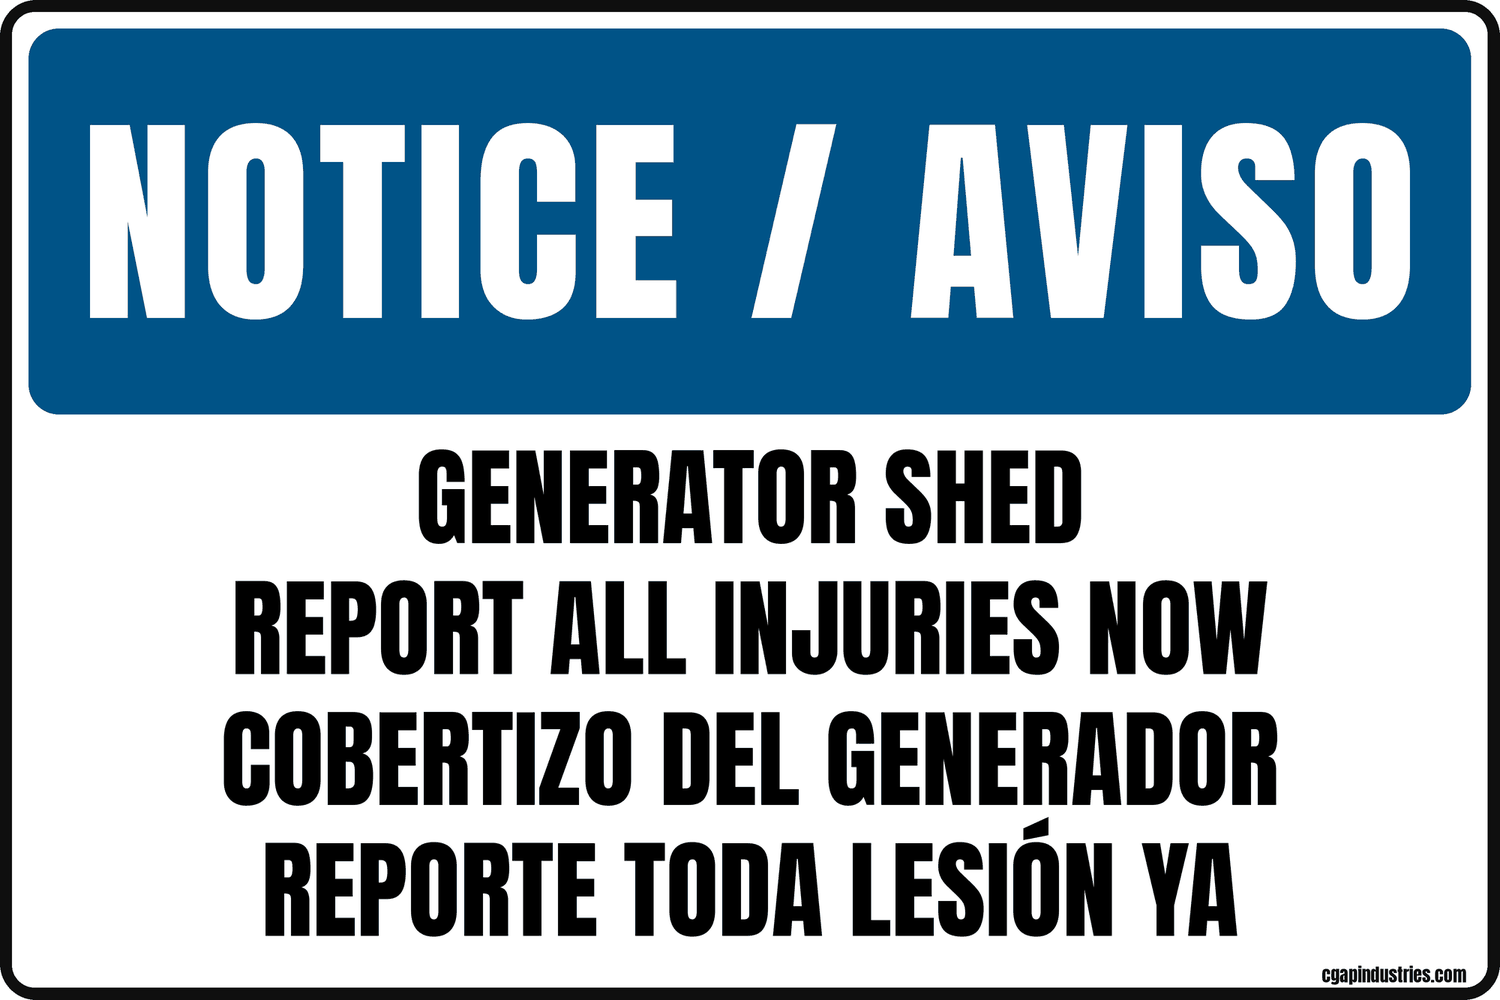 NOTICE / AVISO
GENERATOR SHED
REPORT ALL INJURIES NOW
COBERTIZO DEL GENERADOR
REPORTE TODA LESIÓN YA
cgapindustries.com